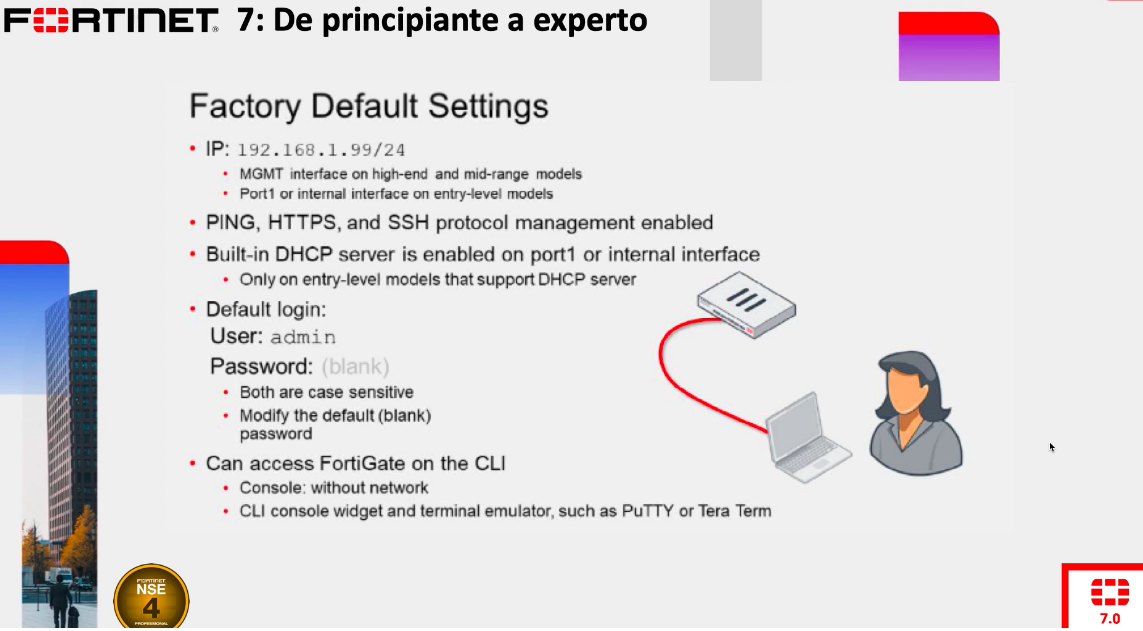 FORTINET® 7: De principiante a experto
Factory Default Settings
• IP: 192.168.1.99/24
• MGMT interface on high-end and mid-range models
• Port1 or internal interface on entry-level models
• PING, HTTPS, and SSH protocol management enabled
• Built-in DHCP server is enabled on port1 or internal interface
• Only on entry-level models that support DHCP server
• Default login:
User: admin
Password: (blank)
• Both are case sensitive
• Modify the default (blank)
password
• Can access FortiGate on the CLI
• Console: without network
• CLI console widget and terminal emulator, such as PuTTY or Tera Term
FORTINET
NSE
4
PROFESSIONAL
7.0